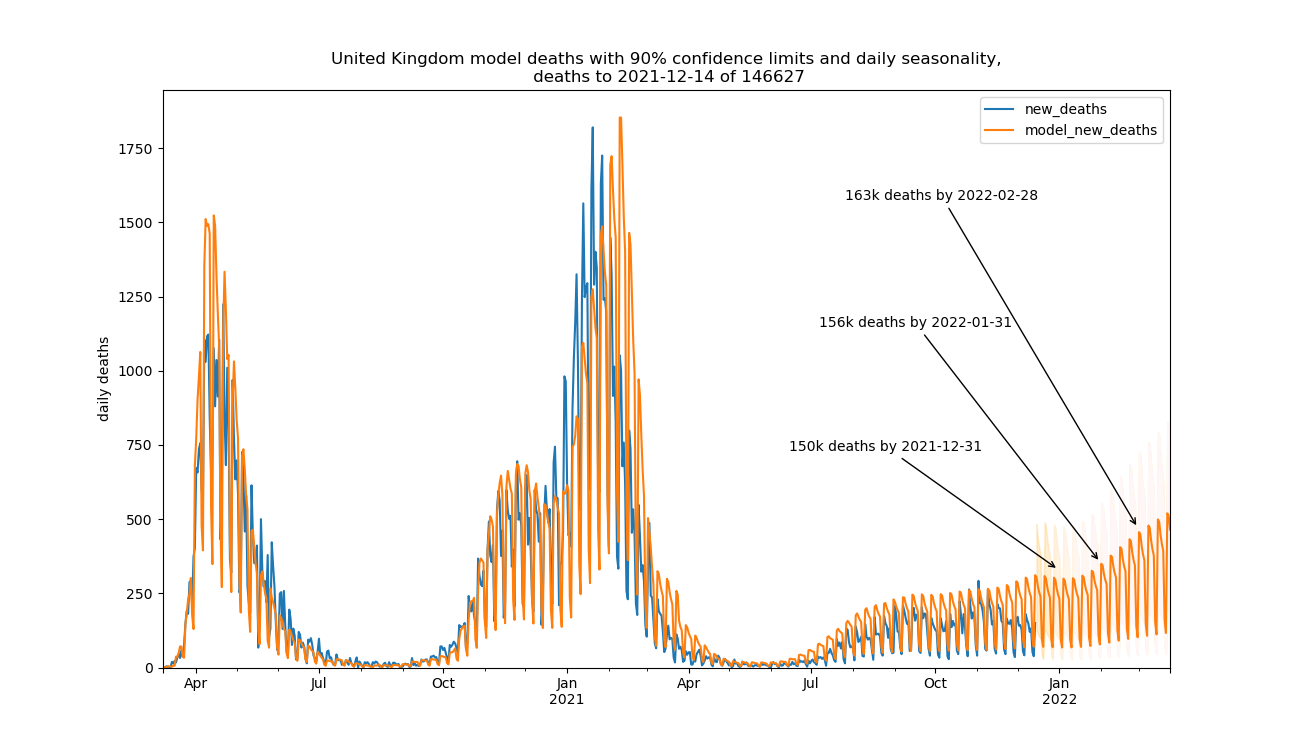 United Kingdom model deaths with 90% confidence limits and daily seasonality,
deaths to 2021-12-14 of 146627
new_deaths
model_new_deaths
daily deaths
1750
1500
1250
1000
750
500
250
0
163k deaths by 2022-02-28
156k deaths by 2022-01-31
150k deaths by 2021-12-31
Apr Jul Oct Jan Apr Jul Oct Jan
2021 2022